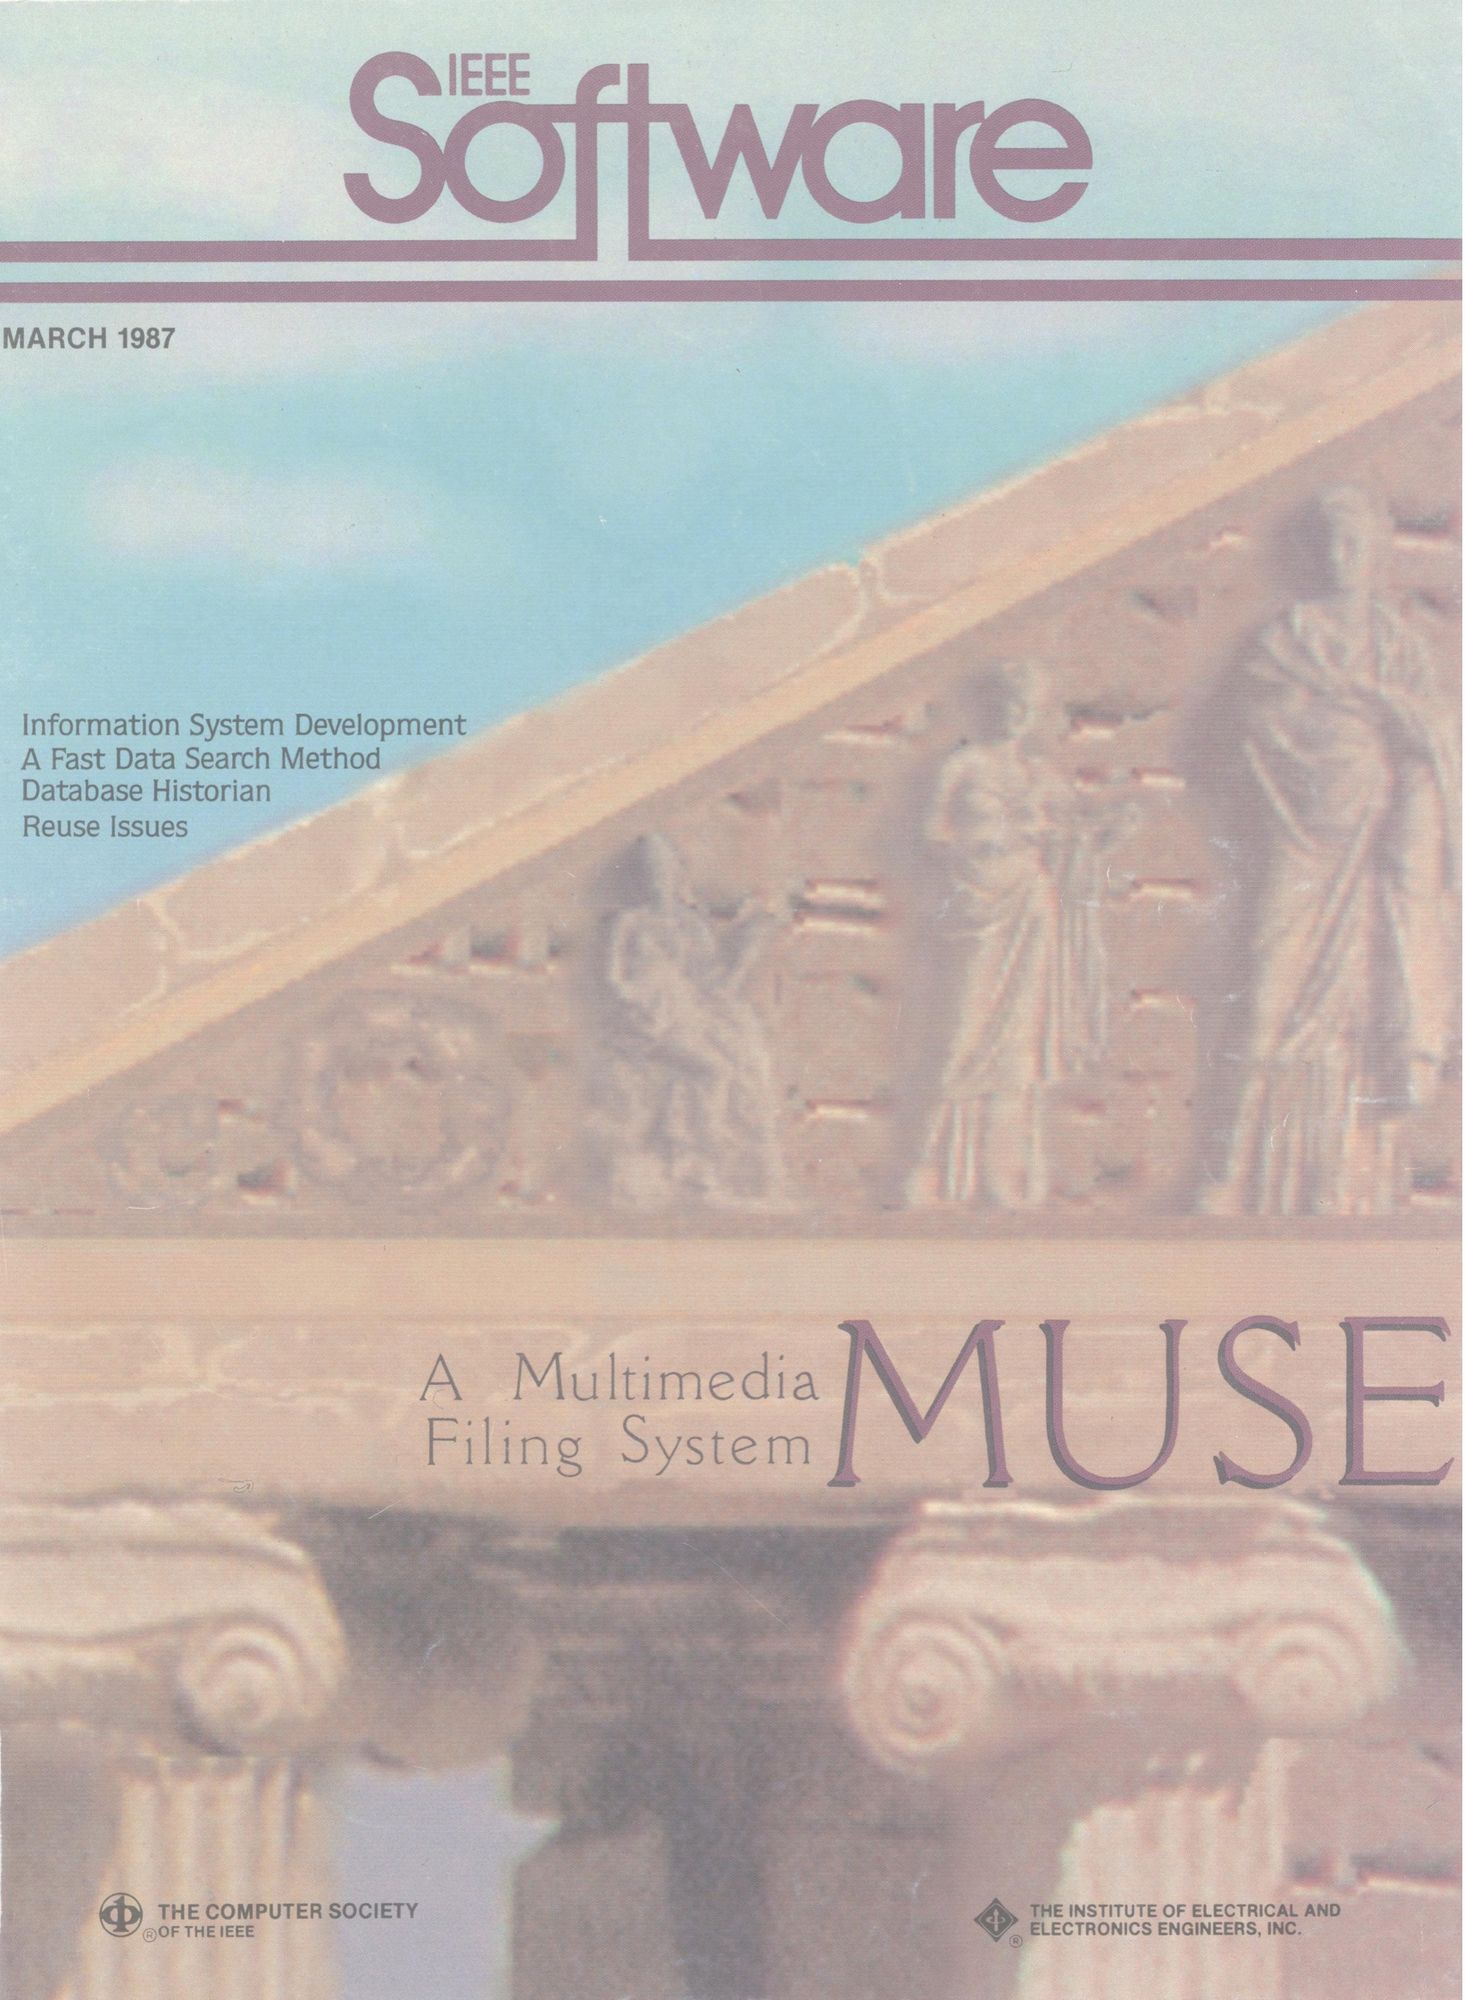 IEEE
Software
MARCH 1987
Information System Development
A Fast Data Search Method
Database Historian
Reuse Issues
A Multimedia
Filing System
MUSE
THE COMPUTER SOCIETY
® OF THE IEEE
THE INSTITUTE OF ELECTRICAL AND
® ELECTRONICS ENGINEERS, INC.